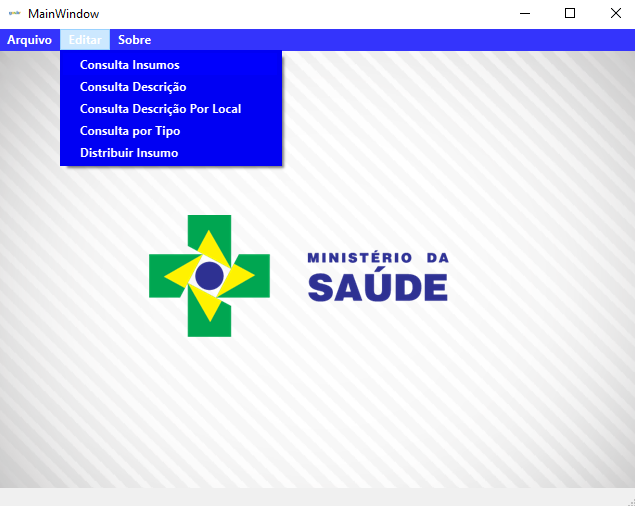 MainWindow
Arquivo Editar Sobre
Consulta Insumos
Consulta Descrição
Consulta Descrição Por Local
Consulta por Tipo
Distribuir Insumo
MINISTÉRIO DA
SAÚDE